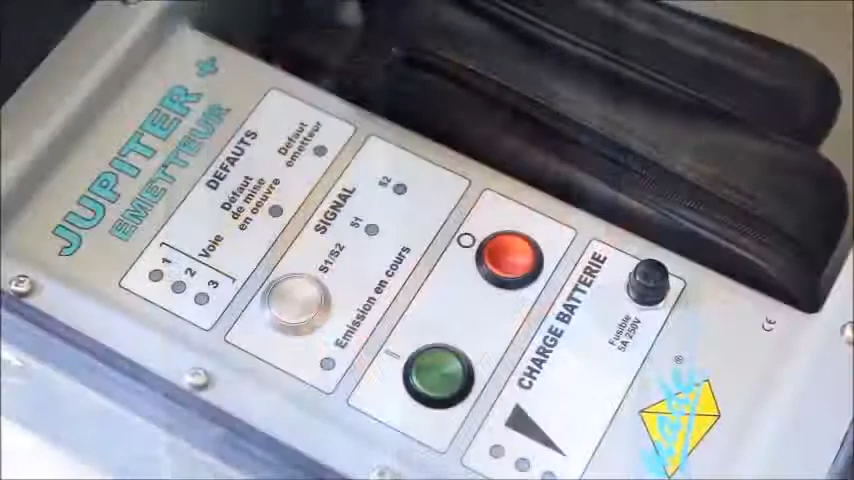 JUPITER +
EMETTEUR
DEFAUTS
Défaut
de mise
en oeuvre
Défaut
emetteur
1
2
3
Voie
SIGNAL
S1/S2
S1
S2
Emission en cours
O
I
CHARGE BATTERIE
Fusible
5A 250V
CE